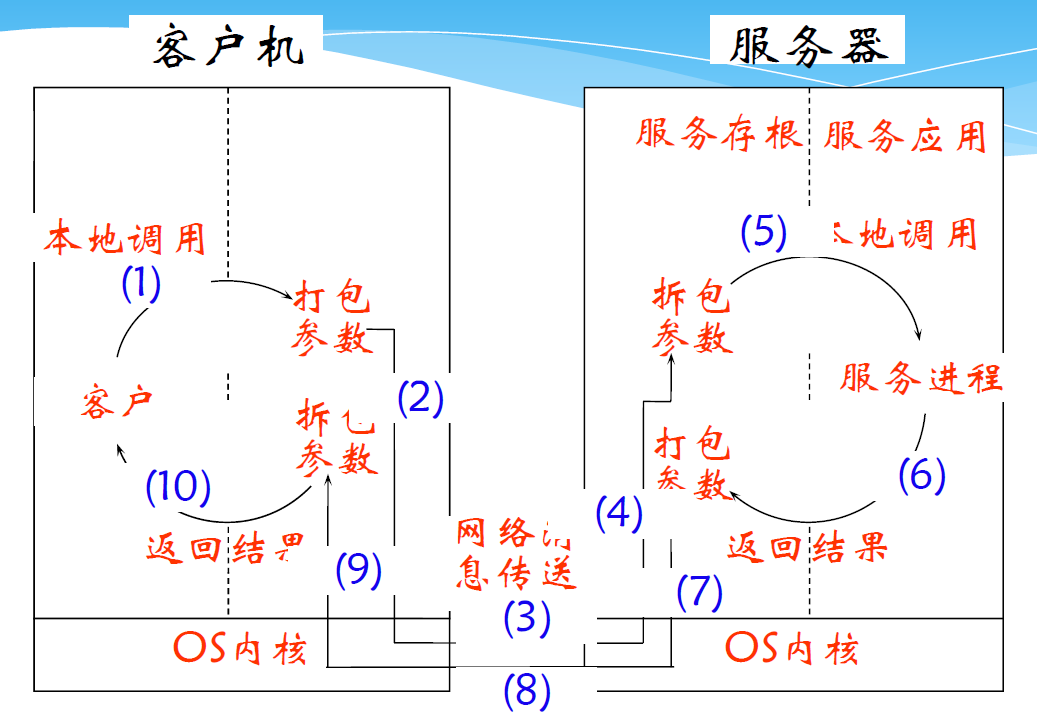 客户机
服务器
服务存根
服务应用
本地调用
(1)
打包
参数
(2)
客户
拆包
参数
(10)
返回结果
(9)
OS内核
网络消
息传送
(3)
(8)
(5)
本地调用
拆包
参数
服务进程
打包
参数
(4)
(6)
(7)
返回结果
OS内核